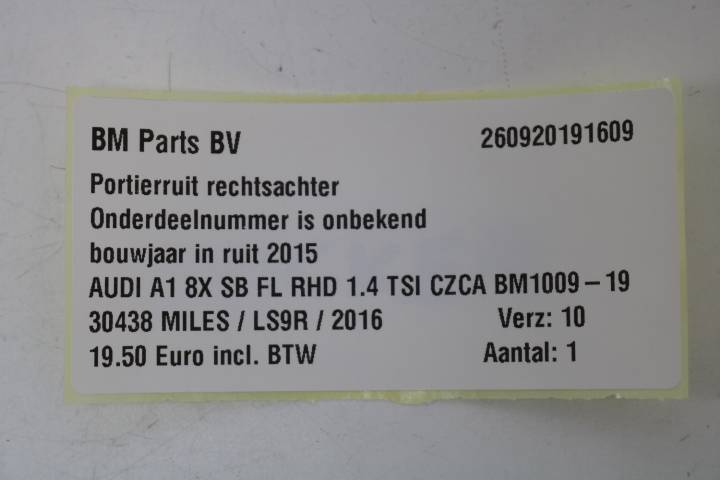 BM Parts BV 260920191609
Portierruit rechtsachter
Onderdeelnummer is onbekend
bouwjaar in ruit 2015
AUDI A1 8X SB FL RHD 1.4 TSI CZCA BM1009-19
30438 MILES / LS9R / 2016 Verz: 10
19.50 Euro incl. BTW Aantal: 1